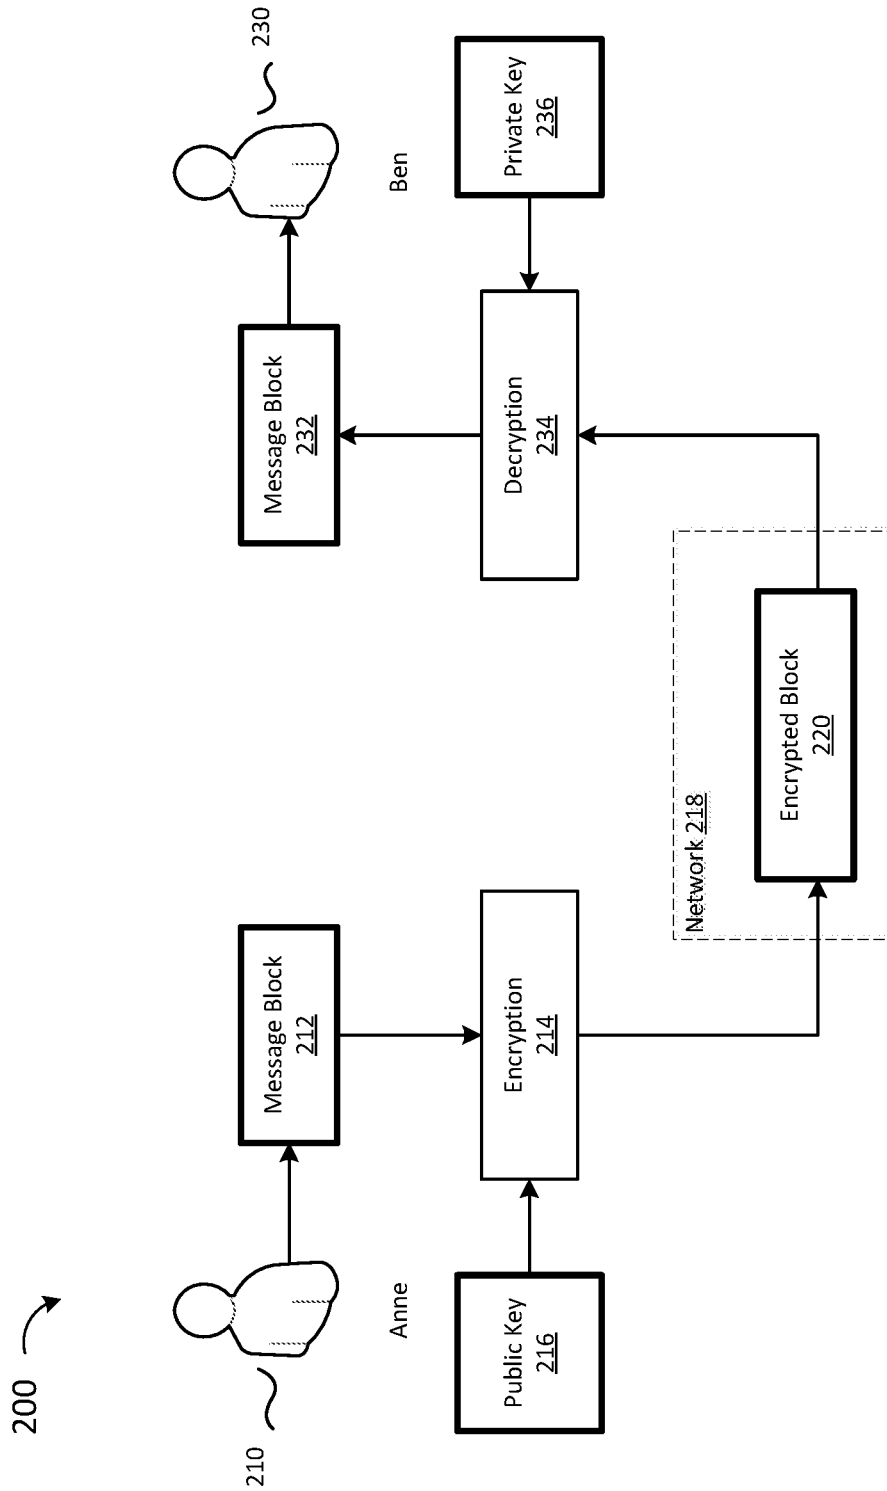 200
210
Anne
Message Block
212
Public Key
216
Encryption
214
Network 218
Encrypted Block
220
Message Block
232
Decryption
234
230
Ben
Private Key
236